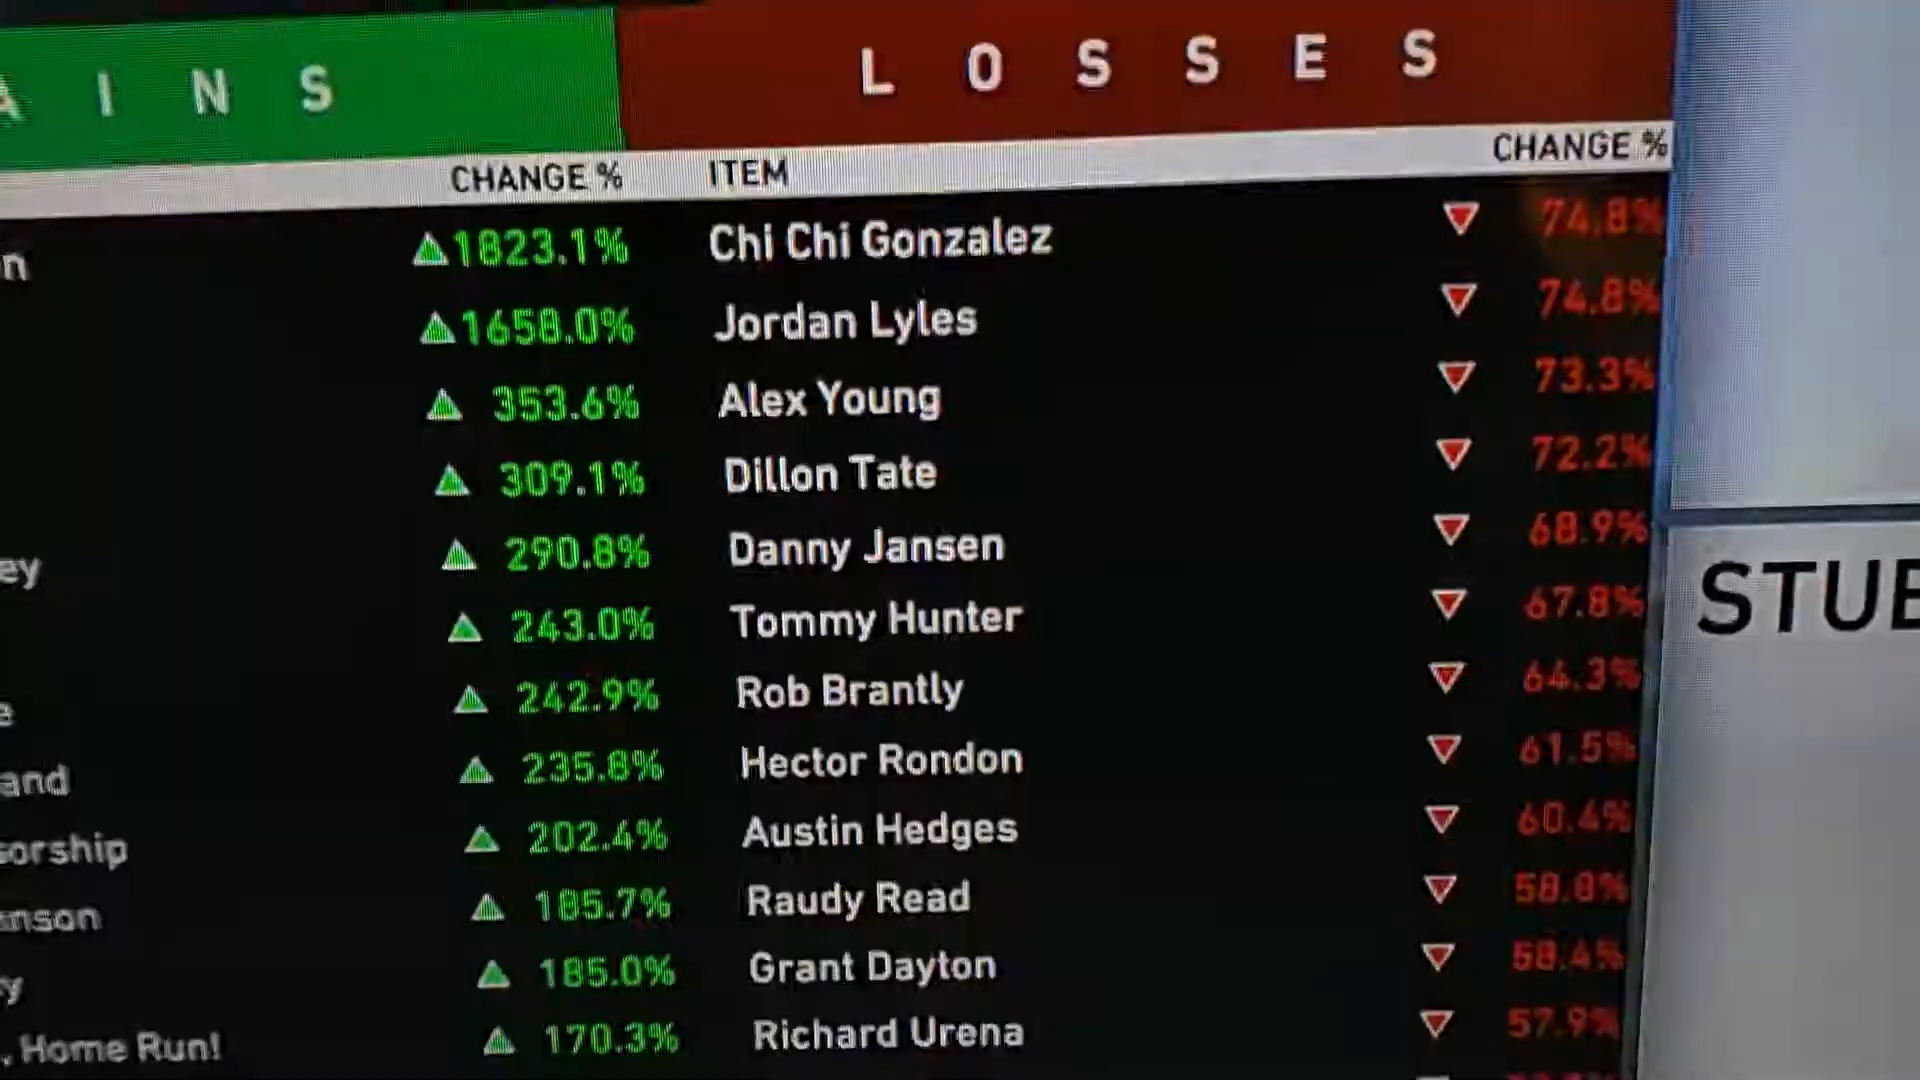 AINS LOSSES
CHANGE % ITEM CHANGE %
n 1823.1% Chi Chi Gonzalez 74.8%
1658.0% Jordan Lyles 74.8%
353.6% Alex Young 73.3%
309.1% Dillon Tate 72.2%
ey 290.8% Danny Jansen 68.9%
243.0% Tommy Hunter 67.8%
e 242.9% Rob Brantly 64.3%
and 235.8% Hector Rondon 61.5%
sorship 202.4% Austin Hedges 60.4%
nson 185.7% Raudy Read 58.8%
y 185.0% Grant Dayton 58.4%
, Home Run! 170.3% Richard Urena 57.9%
STUB